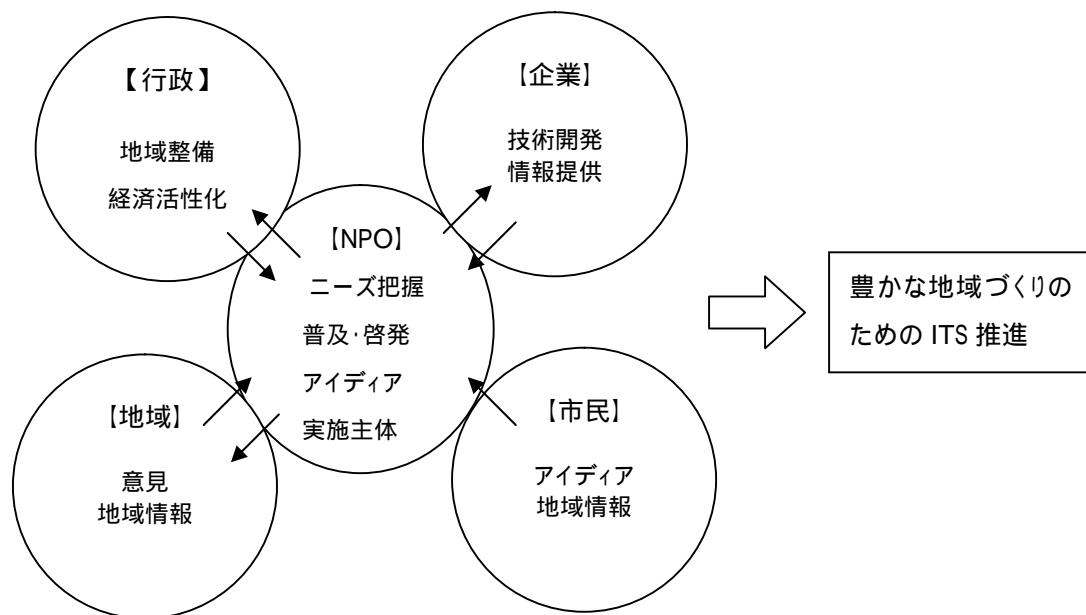 【行政】
地域整備
経済活性化
【企業】
技術開発
情報提供
【NPO】
ニーズ把握
普及・啓発
アイディア
実施主体
【地域】
意見
地域情報
【市民】
アイディア
地域情報
豊かな地域づくりの
ための ITS 推進